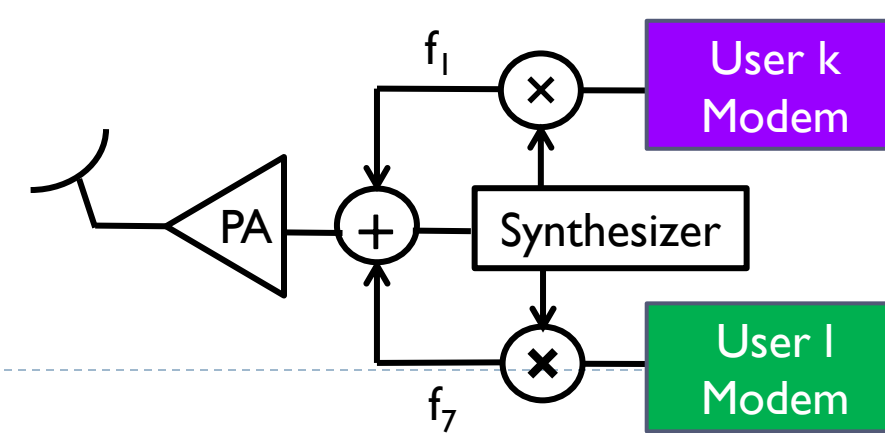 f₁
×
User k
Modem
PA
+
Synthesizer
×
User l
Modem
f₇